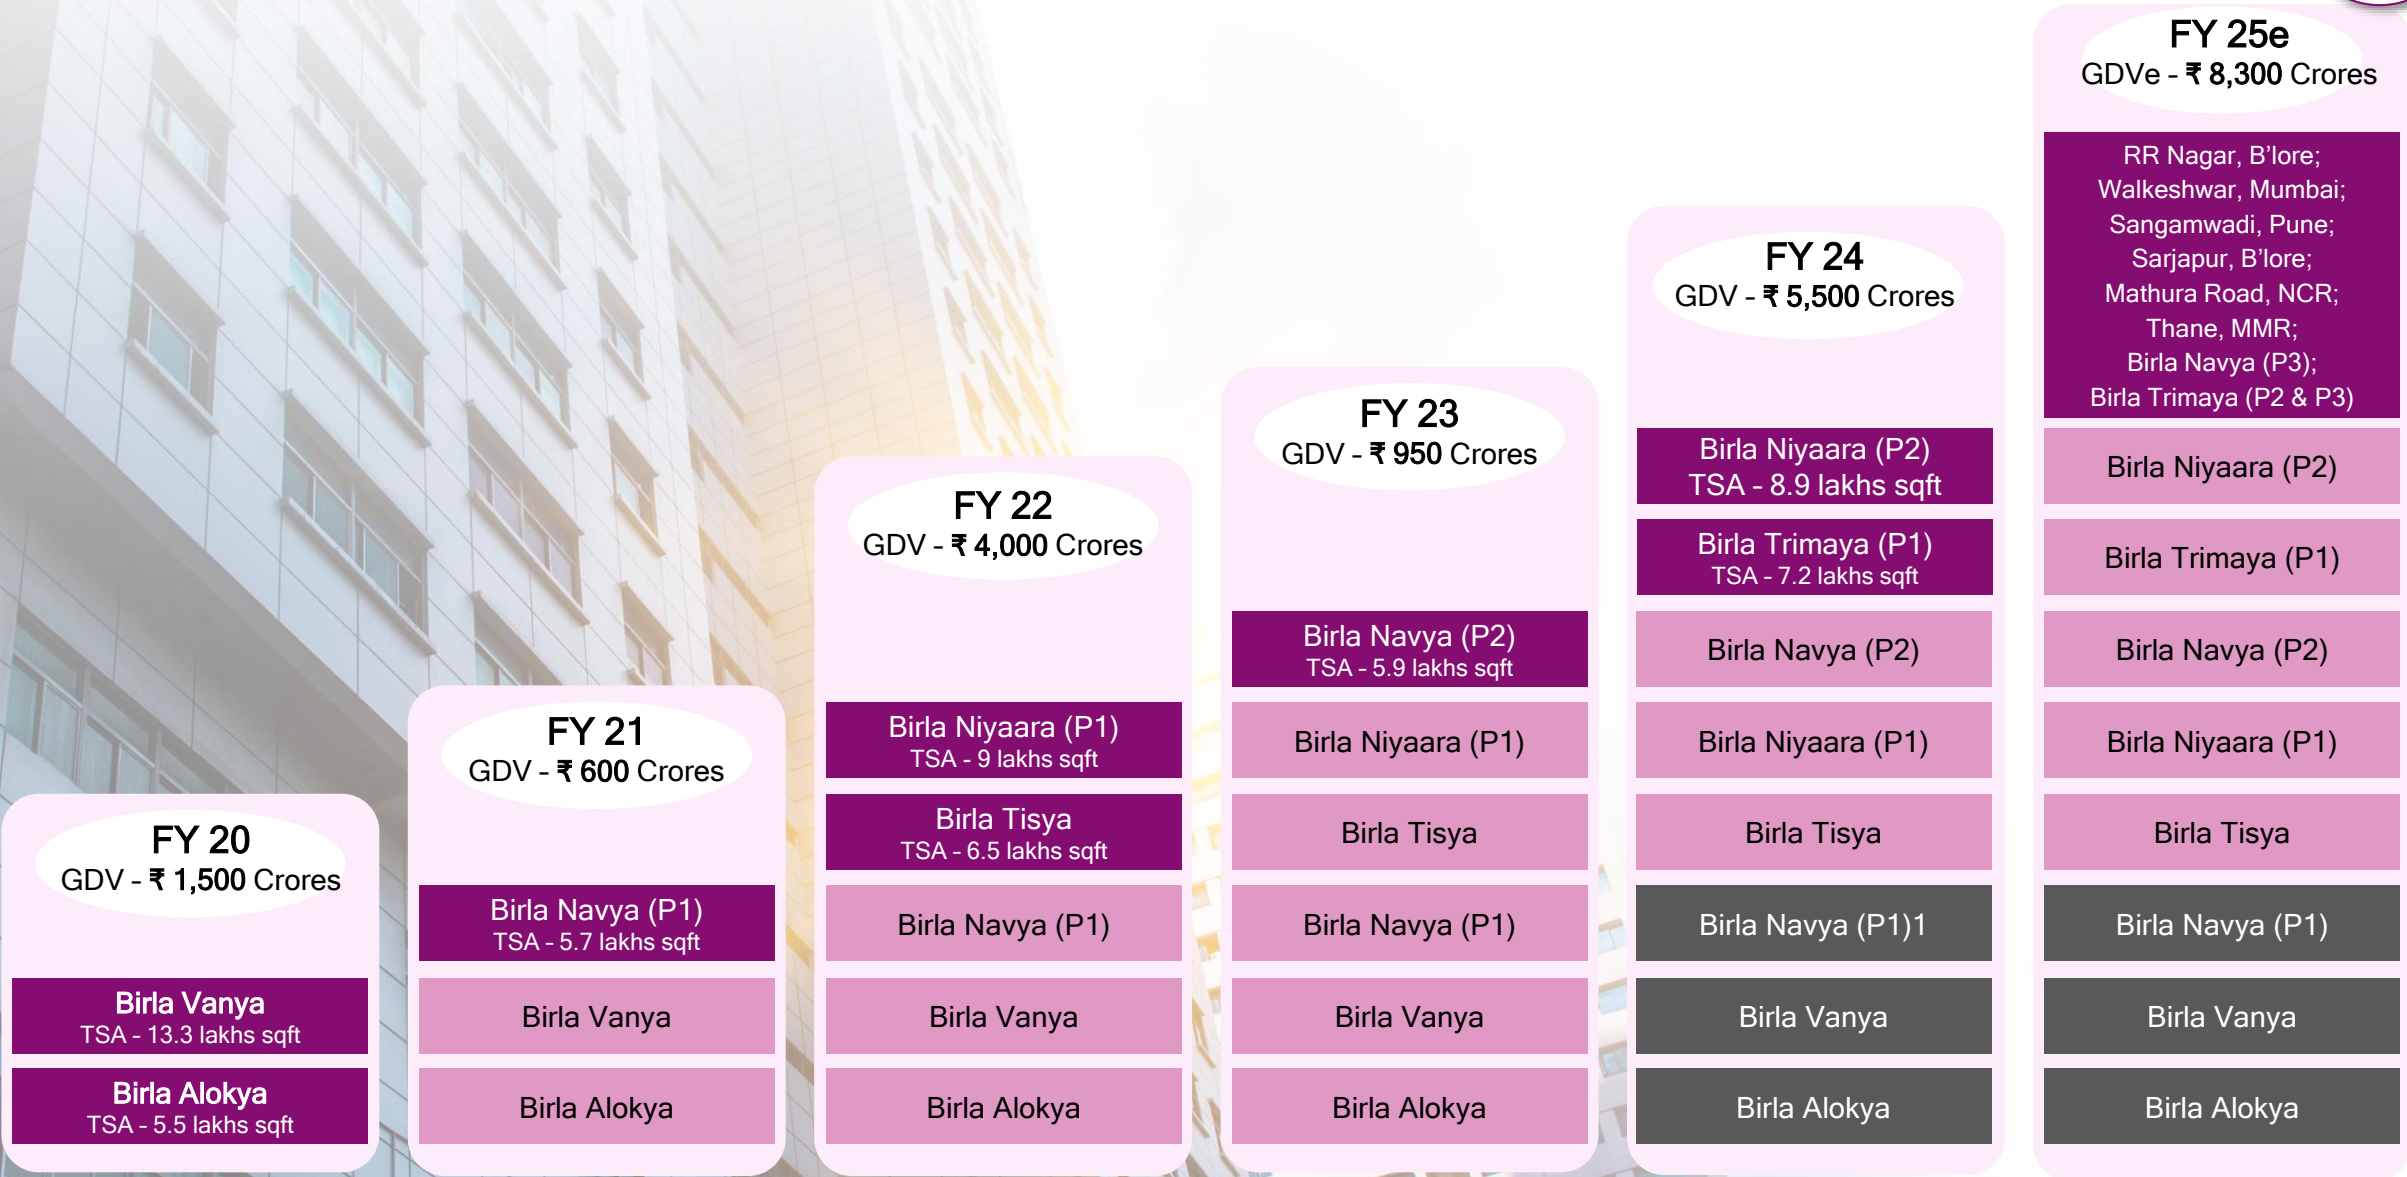 FY 20
GDV - ₹ 1,500 Crores
Birla Vanya
TSA - 13.3 lakhs sqft
Birla Alokya
TSA - 5.5 lakhs sqft
FY 21
GDV - ₹ 600 Crores
Birla Navya (P1)
TSA - 5.7 lakhs sqft
Birla Vanya
Birla Alokya
FY 22
GDV - ₹ 4,000 Crores
Birla Niyaara (P1)
TSA - 9 lakhs sqft
Birla Tisya
TSA - 6.5 lakhs sqft
Birla Navya (P1)
Birla Vanya
Birla Alokya
FY 23
GDV - ₹ 950 Crores
Birla Navya (P2)
TSA - 5.9 lakhs sqft
Birla Niyaara (P1)
Birla Tisya
Birla Navya (P1)
Birla Vanya
Birla Alokya
FY 24
GDV - ₹ 5,500 Crores
Birla Niyaara (P2)
TSA - 8.9 lakhs sqft
Birla Trimaya (P1)
TSA - 7.2 lakhs sqft
Birla Navya (P2)
Birla Niyaara (P1)
Birla Tisya
Birla Navya (P1)1
Birla Vanya
Birla Alokya
FY 25e
GDVe - ₹ 8,300 Crores
RR Nagar, B’lore;
Walkeshwar, Mumbai;
Sangamwadi, Pune;
Sarjapur, B’lore;
Mathura Road, NCR;
Thane, MMR;
Birla Navya (P3);
Birla Trimaya (P2 & P3)
Birla Niyaara (P2)
Birla Trimaya (P1)
Birla Navya (P2)
Birla Niyaara (P1)
Birla Tisya
Birla Navya (P1)
Birla Vanya
Birla Alokya